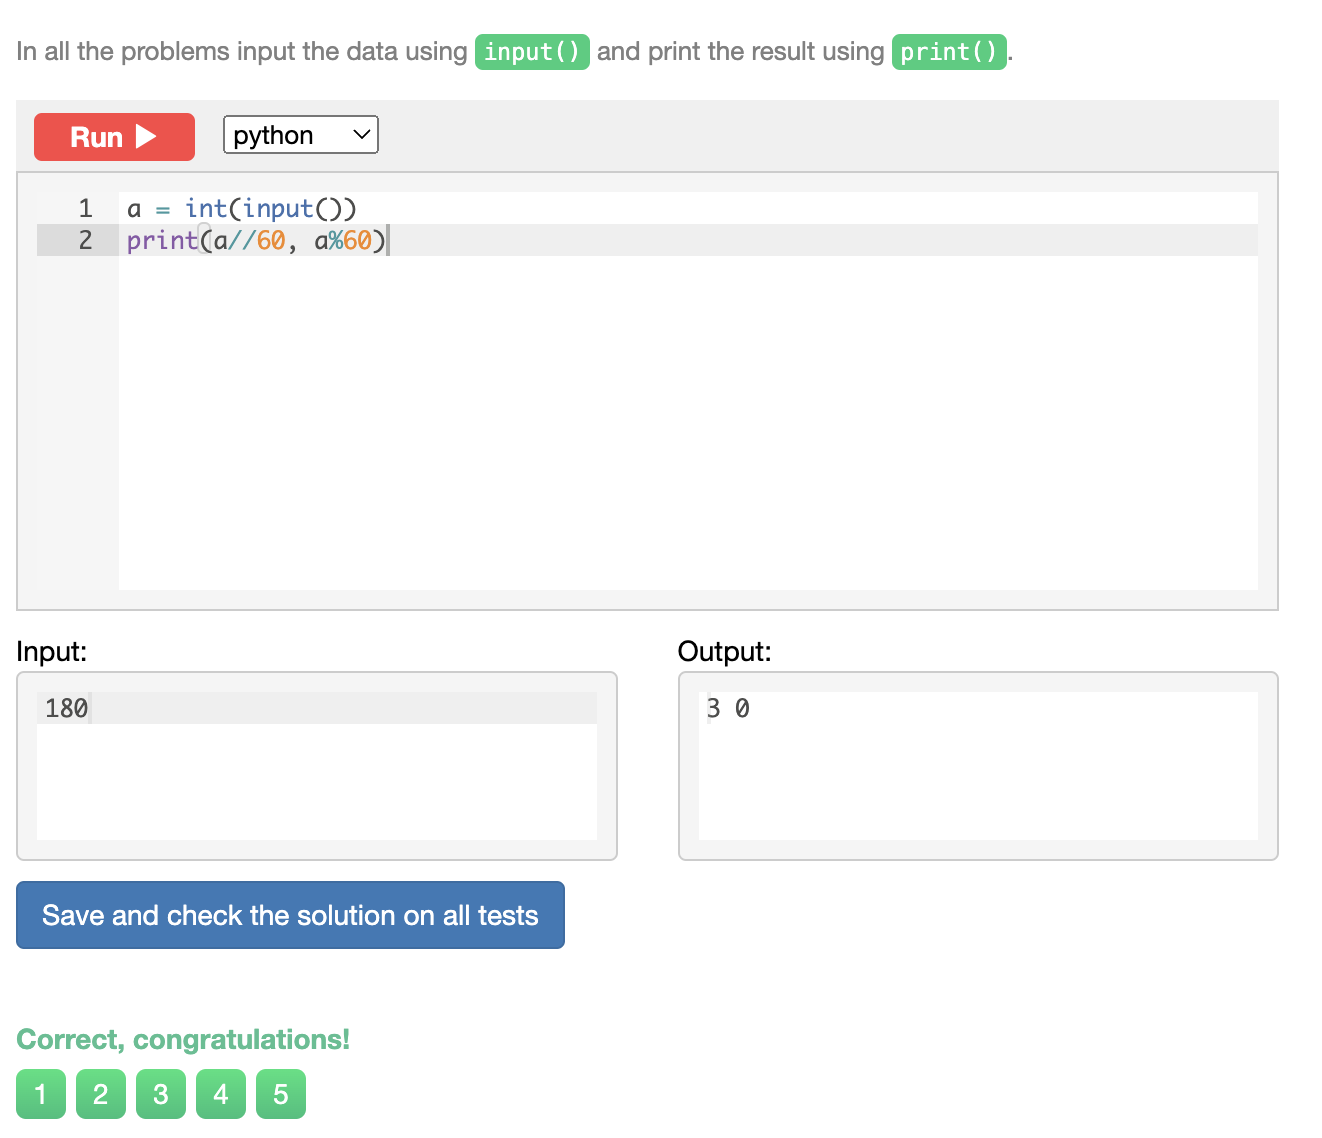 In all the problems input the data using input() and print the result using print().
Run python
1 a = int(input())
2 print(a//60, a%60)
Input: Output:
180 3 0
Save and check the solution on all tests
Correct, congratulations!
1 2 3 4 5